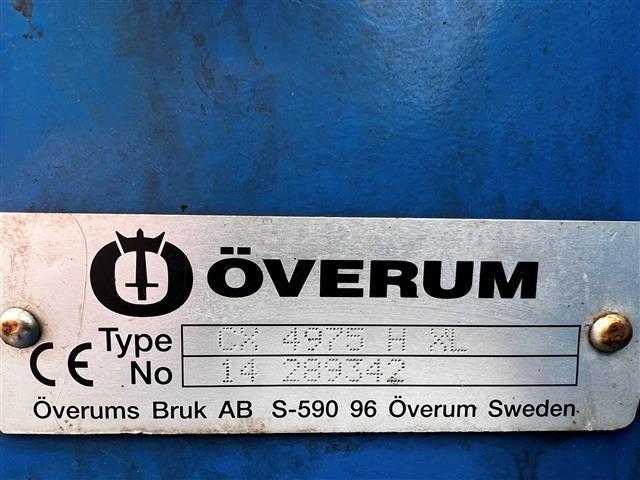 ÖVERUM
Type CX 4975 H XL
CE No 14 289342
Överums Bruk AB S-590 96 Överum Sweden